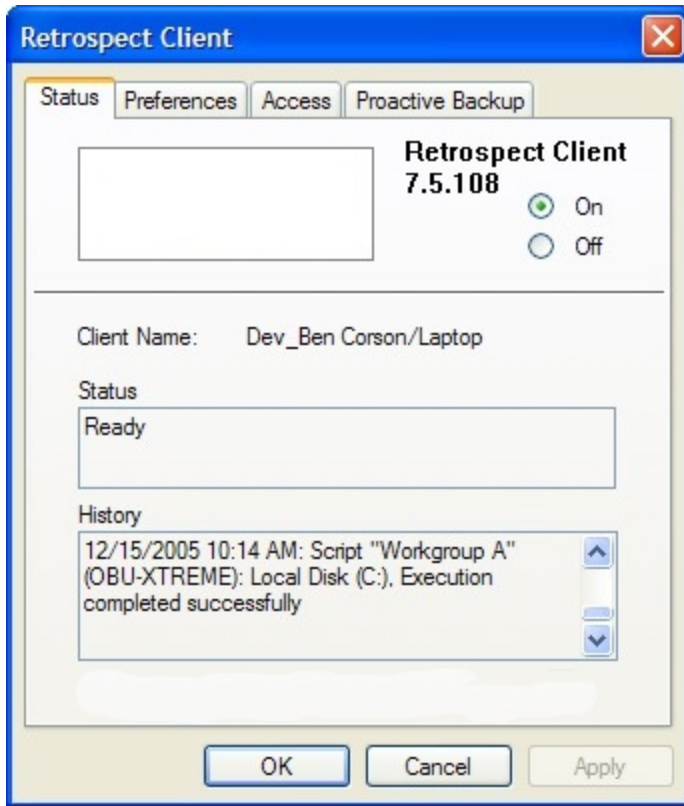 Retrospect Client
Status
Preferences
Access
Proactive Backup
Retrospect Client
7.5.108
On
Off
Client Name: Dev_Ben Corson/Laptop
Status
Ready
History
12/15/2005 10:14 AM: Script "Workgroup A"
(OBU-XTREME): Local Disk (C:), Execution
completed successfully
OK
Cancel
Apply